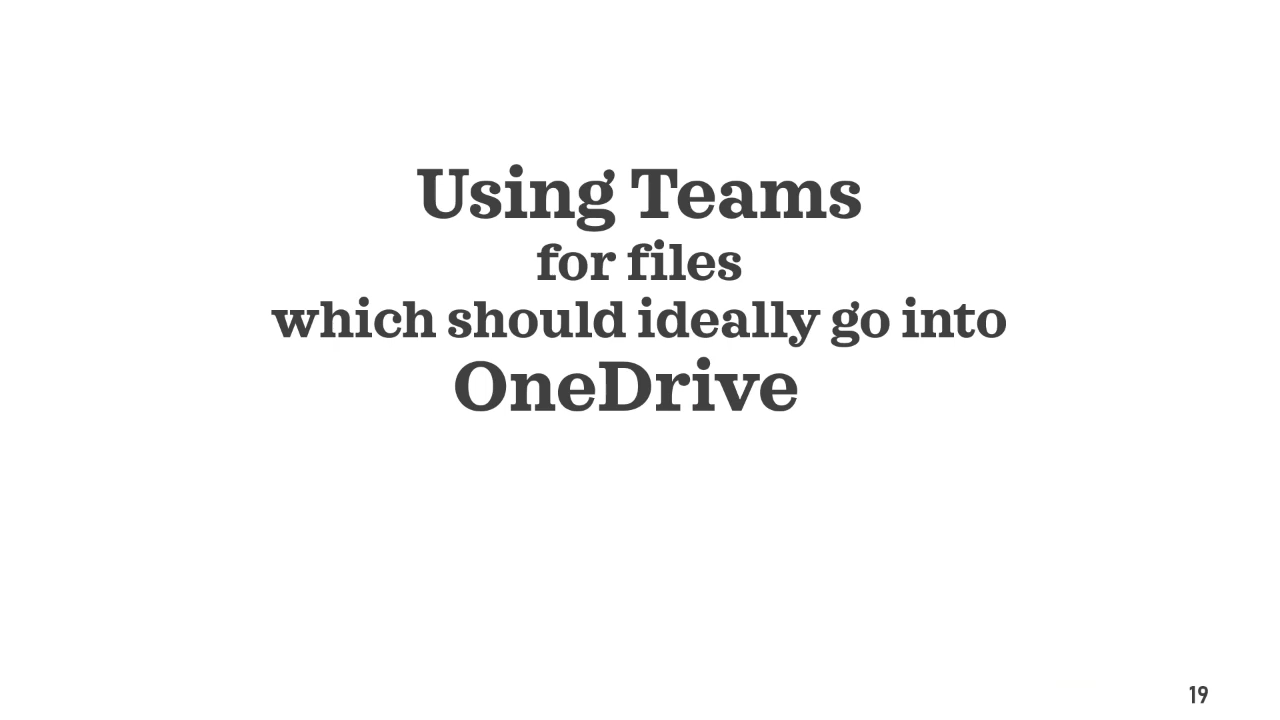 Using Teams
for files
which should ideally go into
OneDrive
19